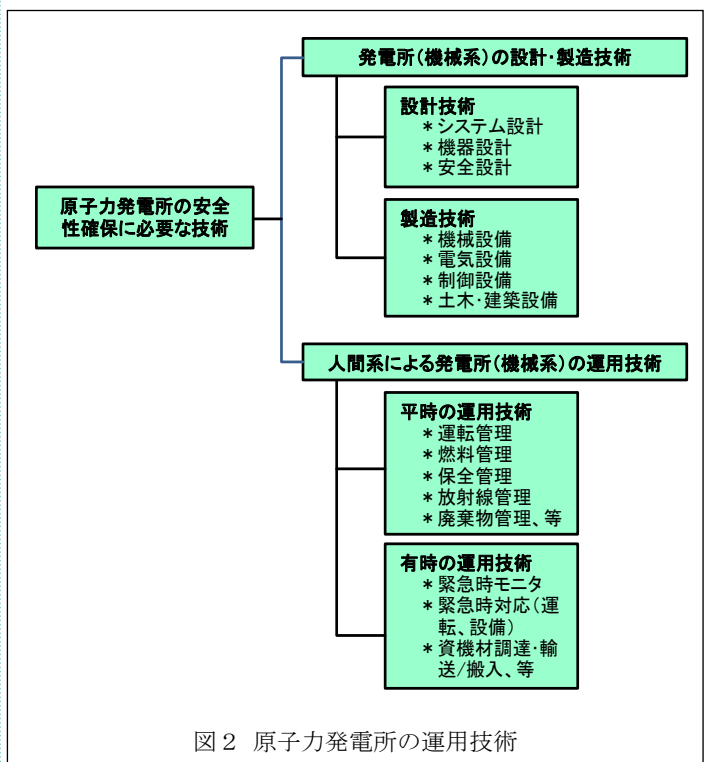 発電所（機械系）の設計・製造技術
設計技術
＊システム設計
＊機器設計
＊安全設計
原子力発電所の安全
性確保に必要な技術
製造技術
＊機械設備
＊電気設備
＊制御設備
＊土木・建築設備
人間系による発電所（機械系）の運用技術
平時の運用技術
＊運転管理
＊燃料管理
＊保全管理
＊放射線管理
＊廃棄物管理、等
有時の運用技術
＊緊急時モニタ
＊緊急時対応（運
転、設備）
＊資機材調達・輸
送/搬入、等
図２ 原子力発電所の運用技術